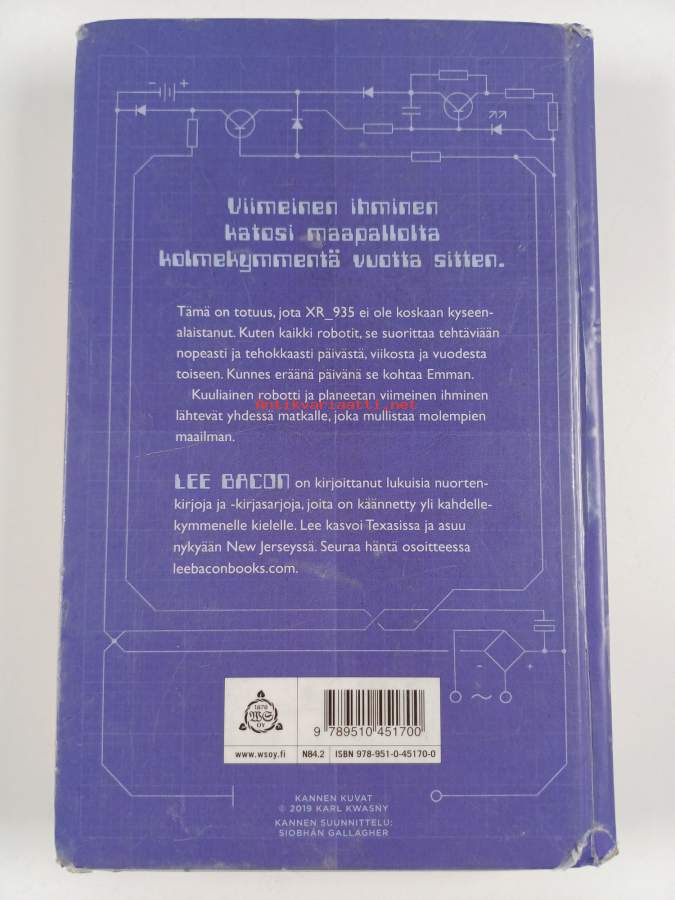 Viimeinen ihminen
katosi maapallolta
kolmekymmentä vuotta sitten.
Tämä on totuus, jota XR_935 ei ole koskaan kyseen-
alaistanut. Kuten kaikki robotit, se suorittaa tehtäviään
nopeasti ja tehokkaasti päivästä, viikosta ja vuodesta
toiseen. Kunnes eräänä päivänä se kohtaa Emman.
Kuuliainen robotti ja planeetan viimeinen ihminen
Antikvariaatti.net
lähtevät yhdessä matkalle, joka mullistaa molempien
maailman.
LEE BACON on kirjoittanut lukuisia nuorten-
kirjoja ja -kirjasarjoja, joita on käännetty yli kahdelle-
kymmenelle kielelle. Lee kasvoi Texasissa ja asuu
nykyään New Jerseyssä. Seuraa häntä osoitteessa
leebaconbooks.com.
- +
- +
1878
WS
OY
9 789510 451700
www.wsoy.fi N84.2 ISBN 978-951-0-45170-0
KANNEN KUVAT
© 2019 KARL KWASNY
KANNEN SUUNNITTELU:
SIOBHÁN GALLAGHER